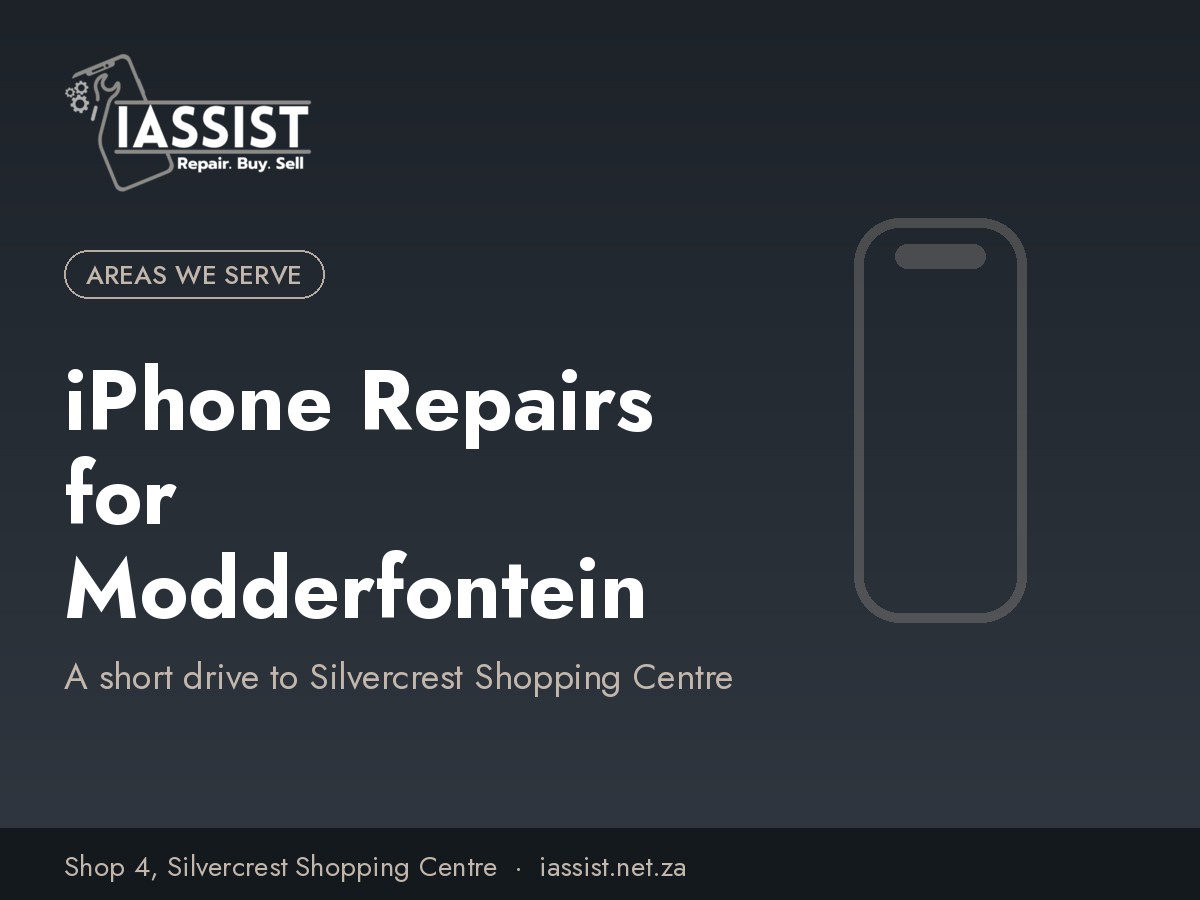 IASSIST
Repair. Buy. Sell
AREAS WE SERVE
iPhone Repairs
for
Modderfontein
A short drive to Silvercrest Shopping Centre
Shop 4, Silvercrest Shopping Centre · iassist.net.za